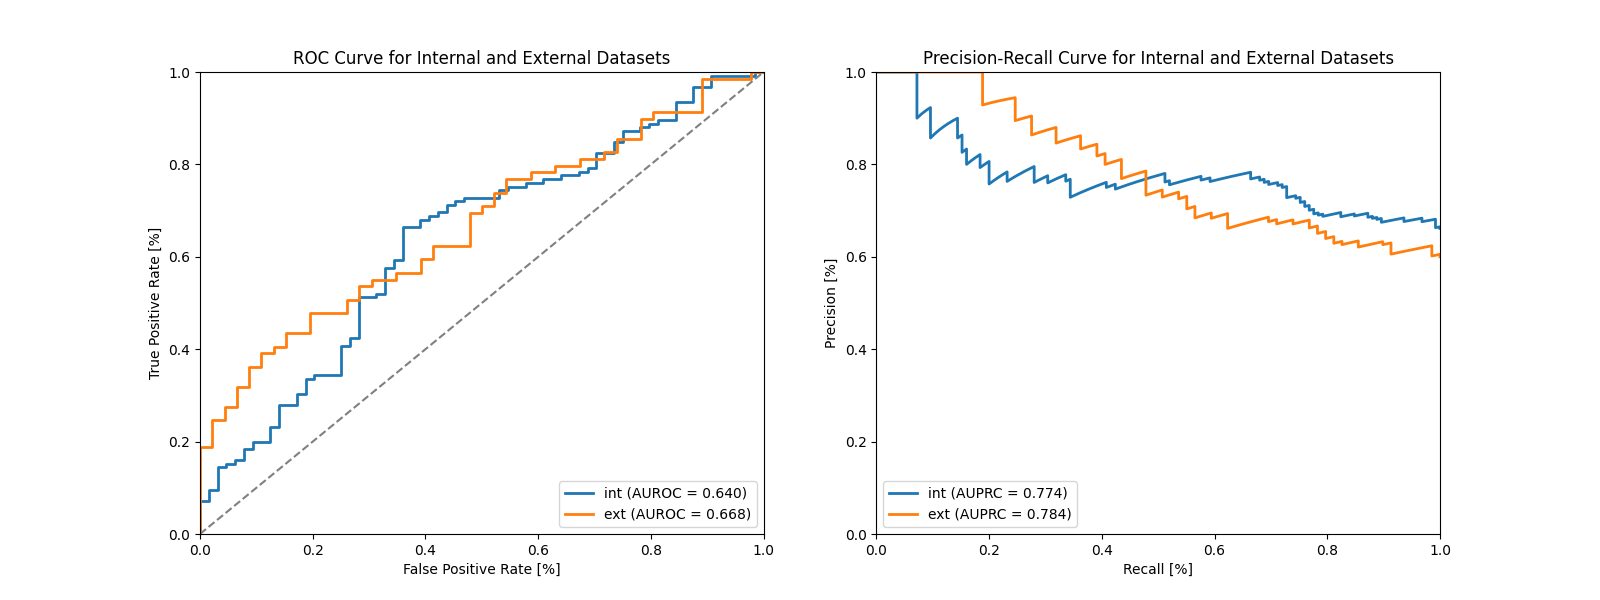 ROC Curve for Internal and External Datasets
True Positive Rate [%]
1.0
0.8
0.6
0.4
0.2
0.0
int (AUROC = 0.640)
ext (AUROC = 0.668)
0.0 0.2 0.4 0.6 0.8 1.0
False Positive Rate [%]
Precision-Recall Curve for Internal and External Datasets
Precision [%]
1.0
0.8
0.6
0.4
0.2
0.0
int (AUPRC = 0.774)
ext (AUPRC = 0.784)
0.0 0.2 0.4 0.6 0.8 1.0
Recall [%]